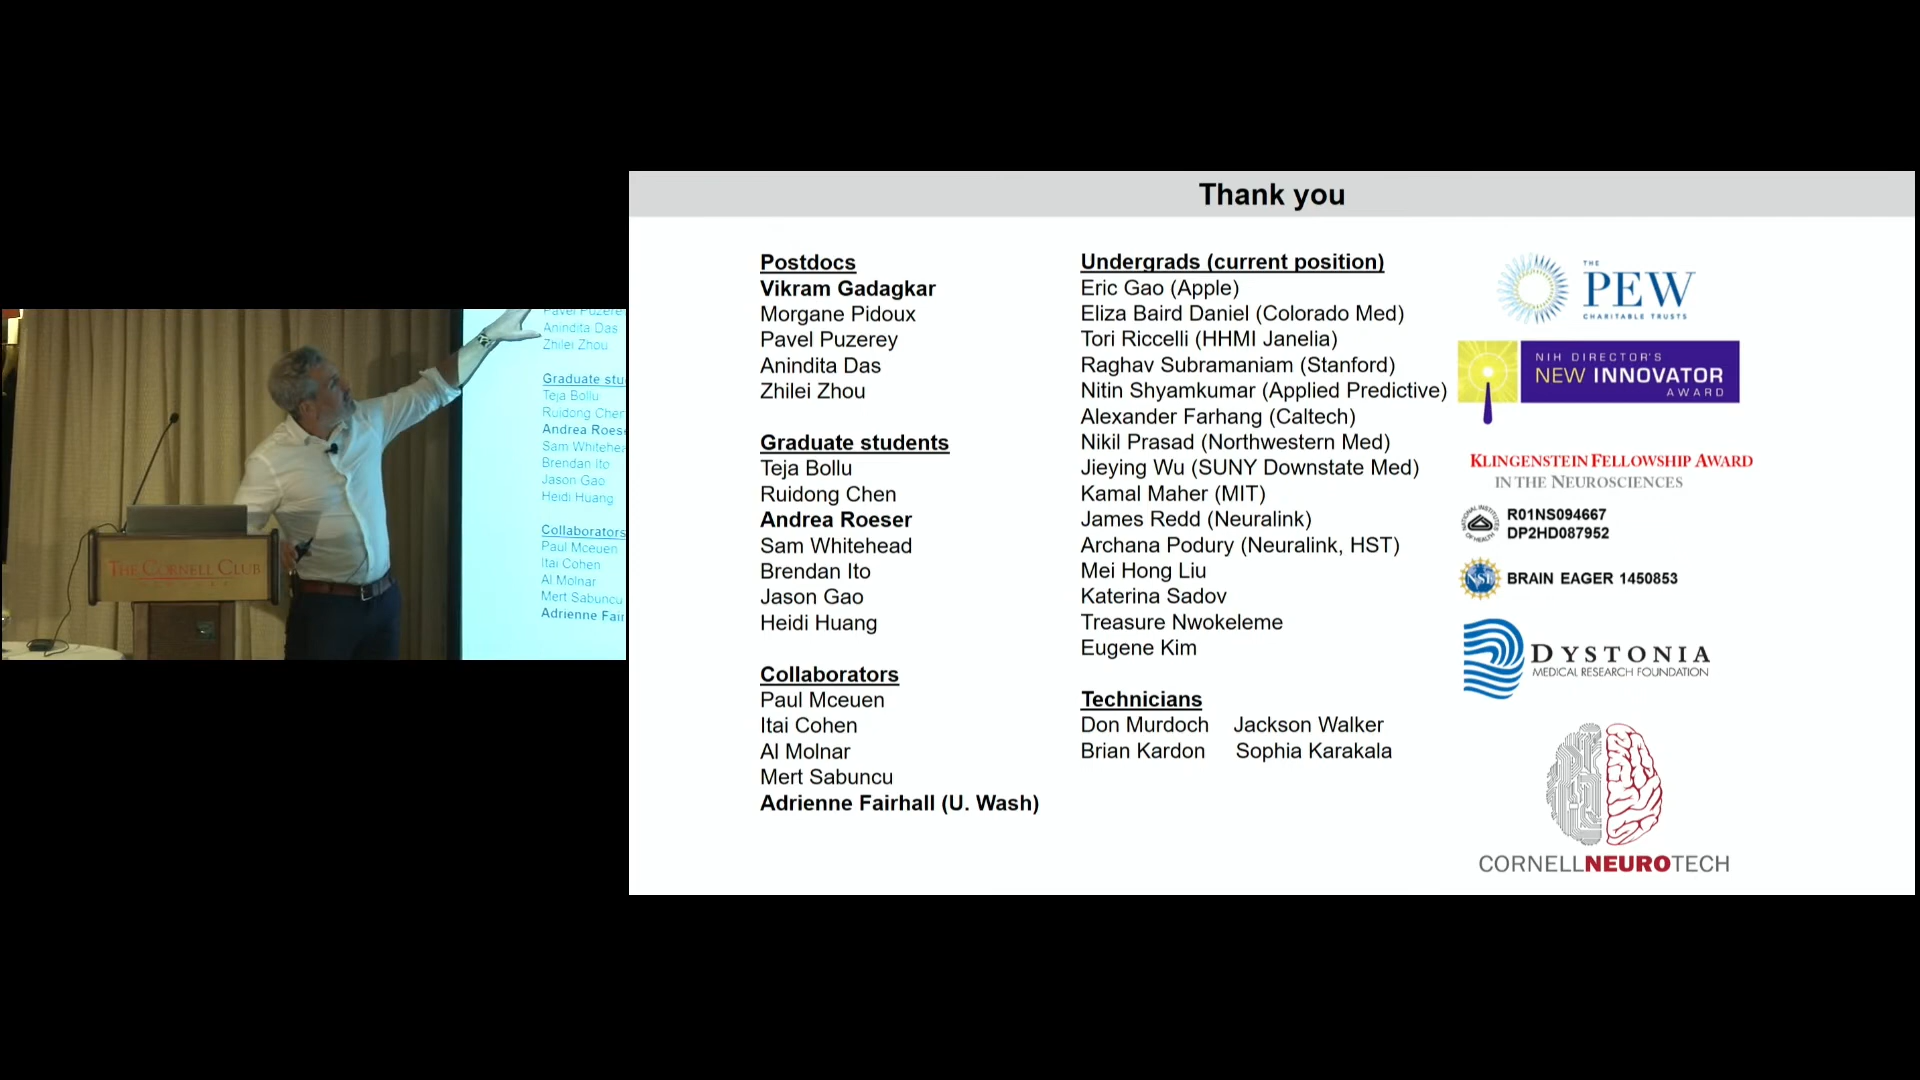 Pavel Puzere
Anindita Das
Zhilei Zhou
Graduate stu
Teja Bollu
Ruidong Chen
Andrea Roes
Sam Whitehea
Brendan Ito
Jason Gao
Heidi Huang
Collaborators
Paul Mceuen
Itai Cohen
Al Molnar
Mert Sabuncu
Adrienne Fair
THE CORNELL CLUB
Thank you
Postdocs
Vikram Gadagkar
Morgane Pidoux
Pavel Puzerey
Anindita Das
Zhilei Zhou
Graduate students
Teja Bollu
Ruidong Chen
Andrea Roeser
Sam Whitehead
Brendan Ito
Jason Gao
Heidi Huang
Collaborators
Paul Mceuen
Itai Cohen
Al Molnar
Mert Sabuncu
Adrienne Fairhall (U. Wash)
Undergrads (current position)
Eric Gao (Apple)
Eliza Baird Daniel (Colorado Med)
Tori Riccelli (HHMI Janelia)
Raghav Subramaniam (Stanford)
Nitin Shyamkumar (Applied Predictive)
Alexander Farhang (Caltech)
Nikil Prasad (Northwestern Med)
Jieying Wu (SUNY Downstate Med)
Kamal Maher (MIT)
James Redd (Neuralink)
Archana Podury (Neuralink, HST)
Mei Hong Liu
Katerina Sadov
Treasure Nwokeleme
Eugene Kim
Technicians
Don Murdoch Jackson Walker
Brian Kardon Sophia Karakala
THE
PEW
CHARITABLE TRUSTS
NIH DIRECTOR'S
NEW INNOVATOR
AWARD
KLINGENSTEIN FELLOWSHIP AWARD
IN THE NEUROSCIENCES
NATIONAL INSTITUTES OF HEALTH
R01NS094667
DP2HD087952
NSF
BRAIN EAGER 1450853
DYSTONIA
MEDICAL RESEARCH FOUNDATION
CORNELLNEUROTECH